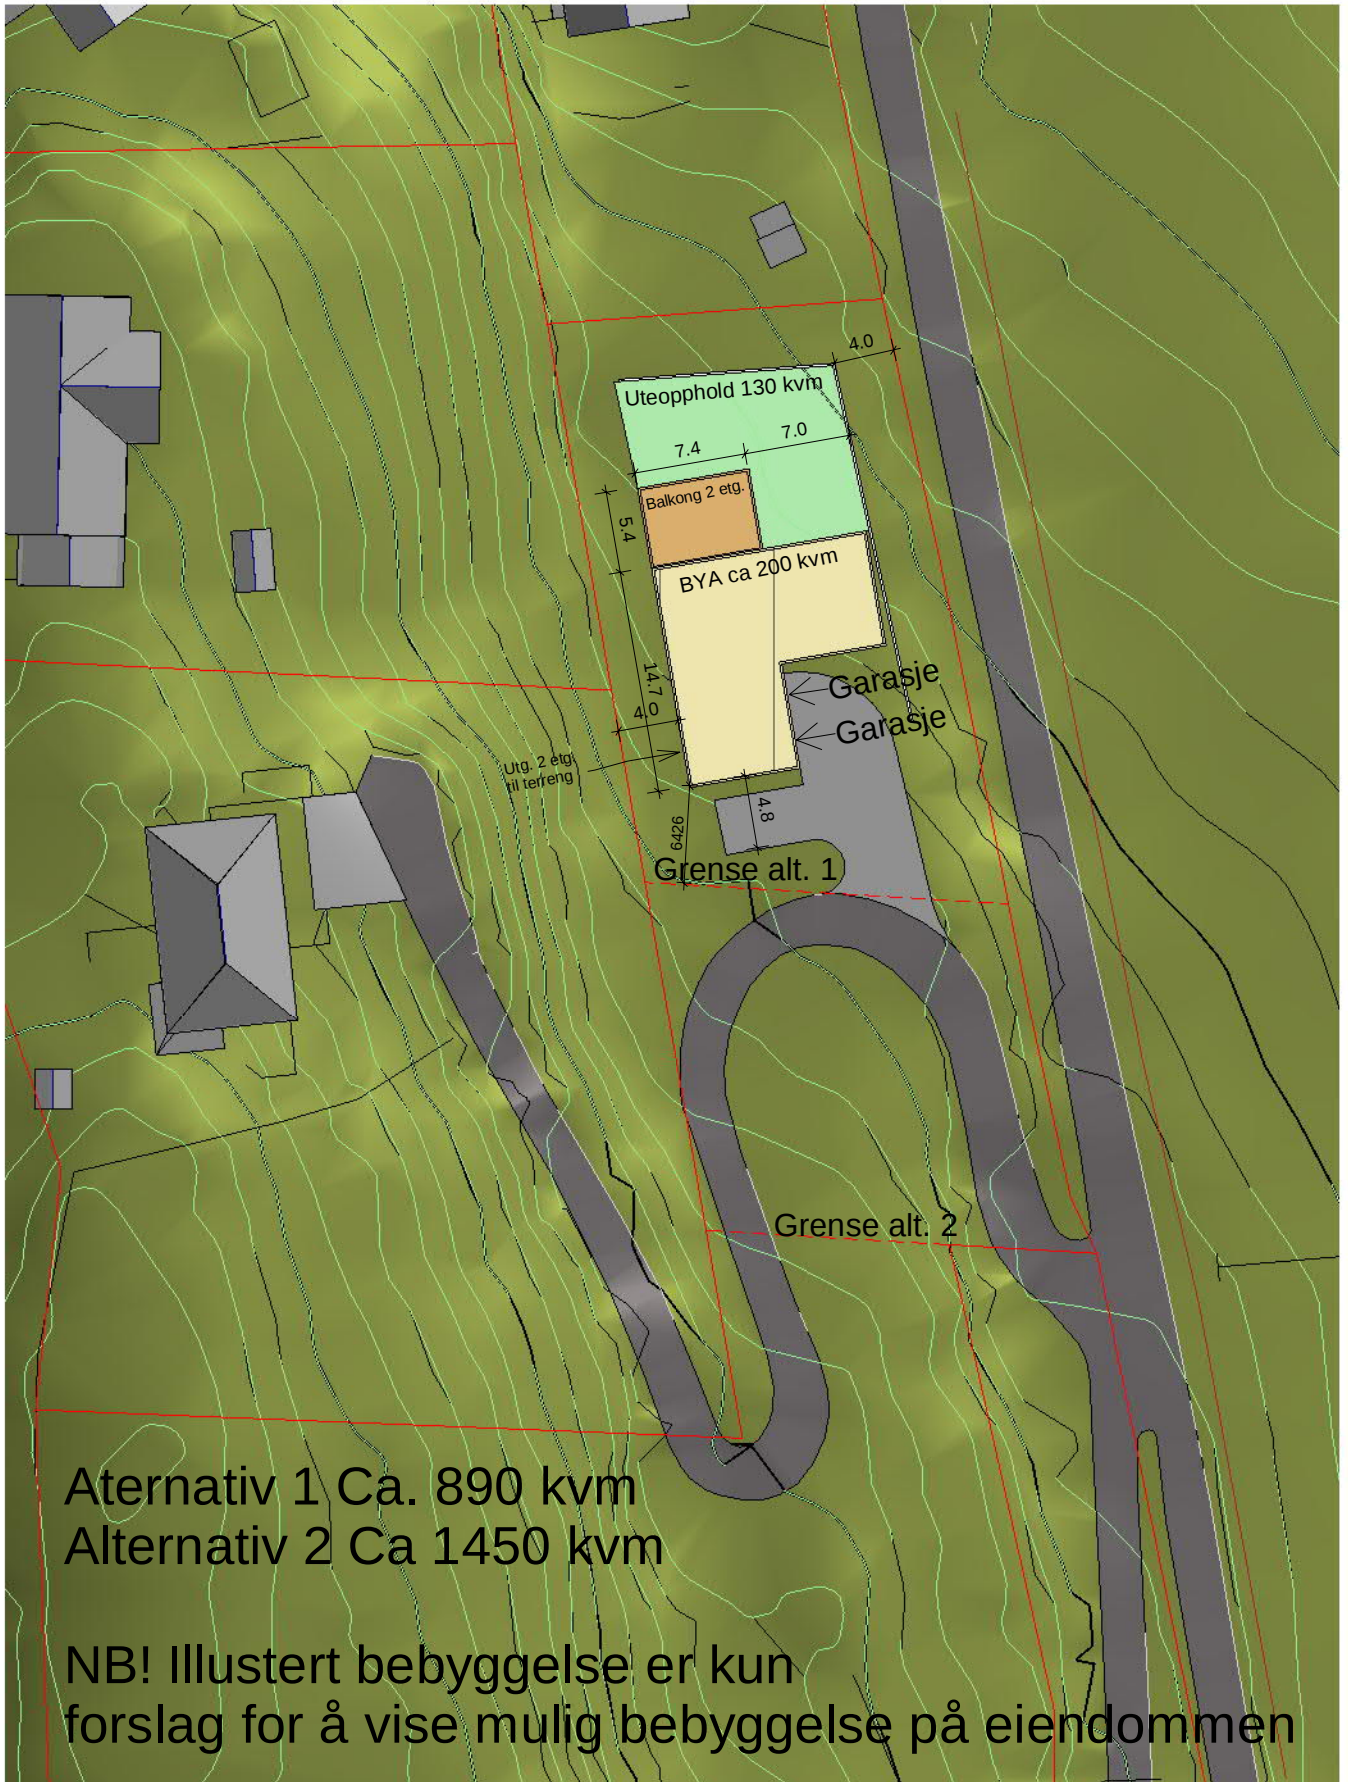 4.0
Uteopphold 130 kvm
7.4
7.0
Balkong 2 etg.
5.4
BYA ca 200 kvm
14.7
4.0
Garasje
Garasje
Utg. 2 etg.
til terreng
4.8
6426
Grense alt. 1
Grense alt. 2
Aternativ 1 Ca. 890 kvm
Alternativ 2 Ca 1450 kvm
NB! Illustert bebyggelse er kun
forslag for å vise mulig bebyggelse på eiendommen